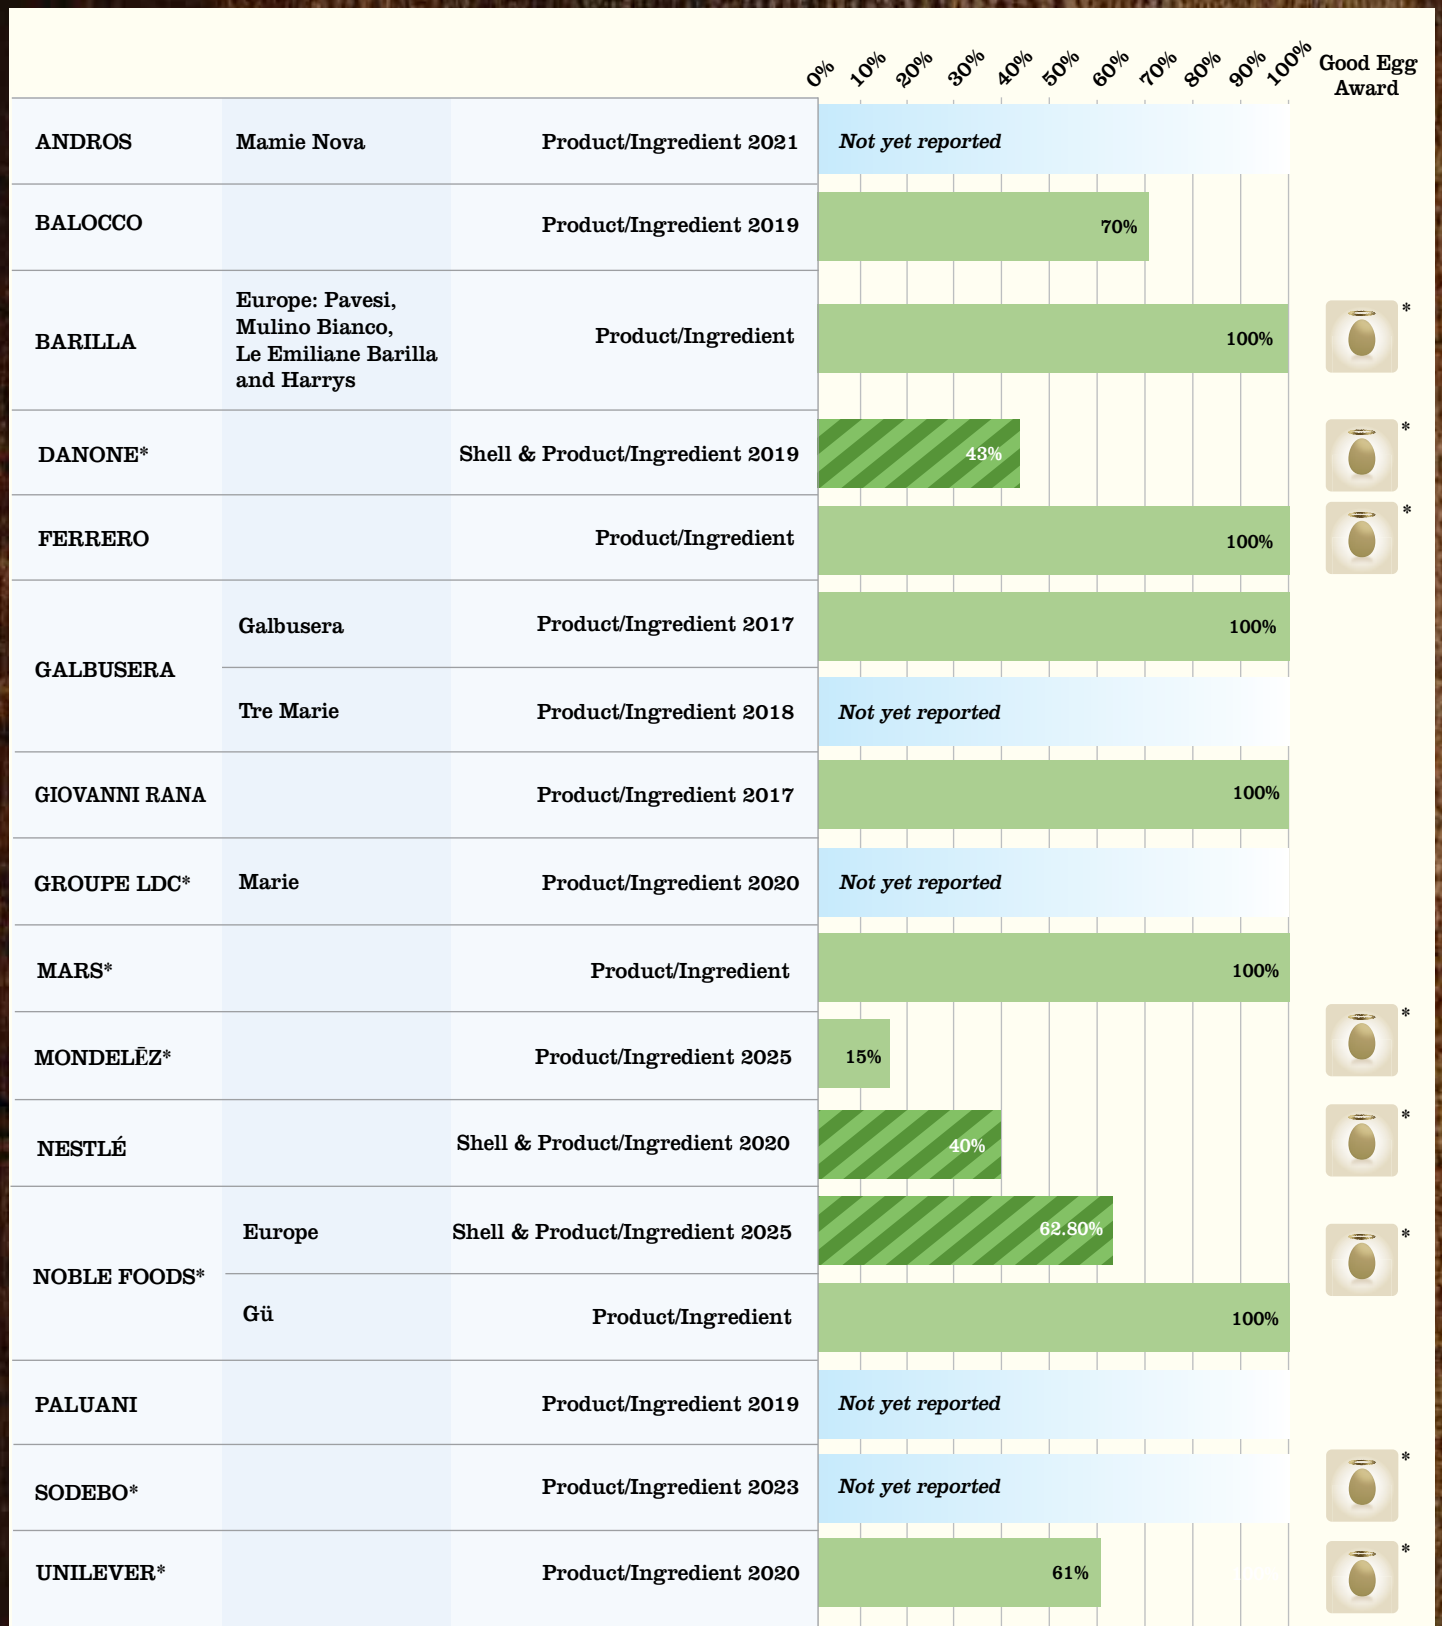 0% 10% 20% 30% 40% 50% 60% 70% 80% 90% 100%
Good Egg
Award
ANDROS Mamie Nova Product/Ingredient 2021 Not yet reported
BALOCCO Product/Ingredient 2019 70%
BARILLA
Europe: Pavesi,
Mulino Bianco,
Le Emiliane Barilla
and Harrys
Product/Ingredient 100% *
DANONE* Shell & Product/Ingredient 2019 43% *
FERRERO Product/Ingredient 100% *
GALBUSERA
Galbusera Product/Ingredient 2017 100%
Tre Marie Product/Ingredient 2018 Not yet reported
GIOVANNI RANA Product/Ingredient 2017 100%
GROUPE LDC* Marie Product/Ingredient 2020 Not yet reported
MARS* Product/Ingredient 100%
MONDELĒZ* Product/Ingredient 2025 15% *
NESTLÉ Shell & Product/Ingredient 2020 40% *
NOBLE FOODS*
Europe Shell & Product/Ingredient 2025 62.80% *
Gü Product/Ingredient 100%
PALUANI Product/Ingredient 2019 Not yet reported
SODEBO* Product/Ingredient 2023 Not yet reported *
UNILEVER* Product/Ingredient 2020 61% *